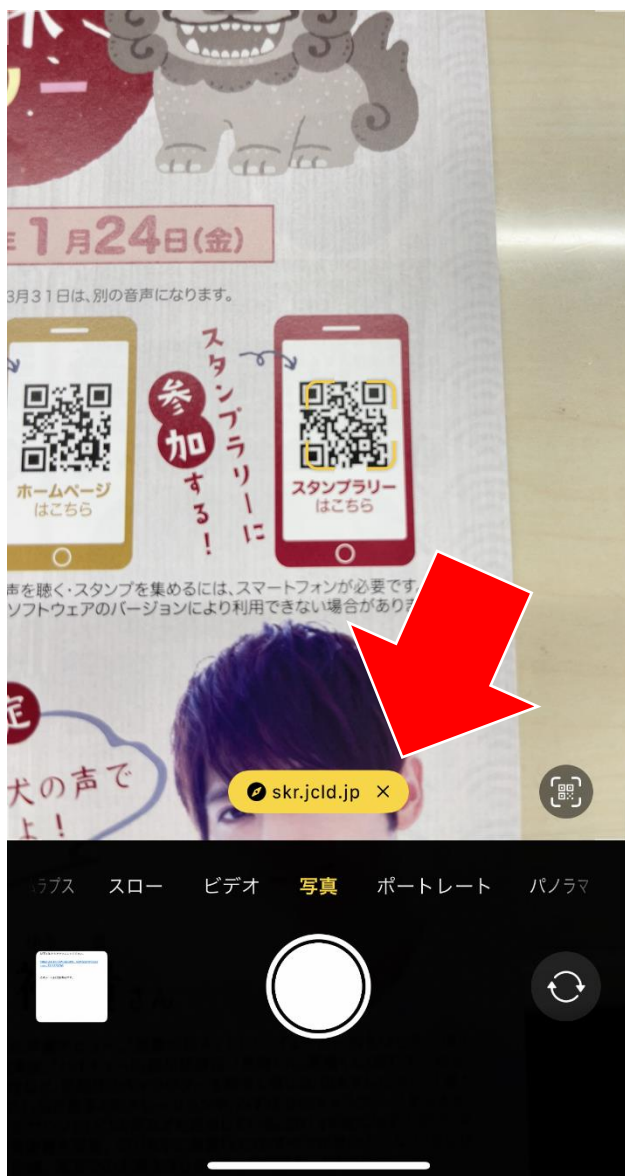 1月24日(金)
3月31日は、別の音声になります。
スタンプラリーに
参加する!
ホームページ
はこちら
スタンプラリー
はこちら
声を聴く・スタンプを集めるには、スマートフォンが必要です。
ソフトウェアのバージョンにより利用できない場合があり
定
犬の声で
よ!
skr.jcld.jp ×
ラプス スロー ビデオ 写真 ポートレート パノラマ